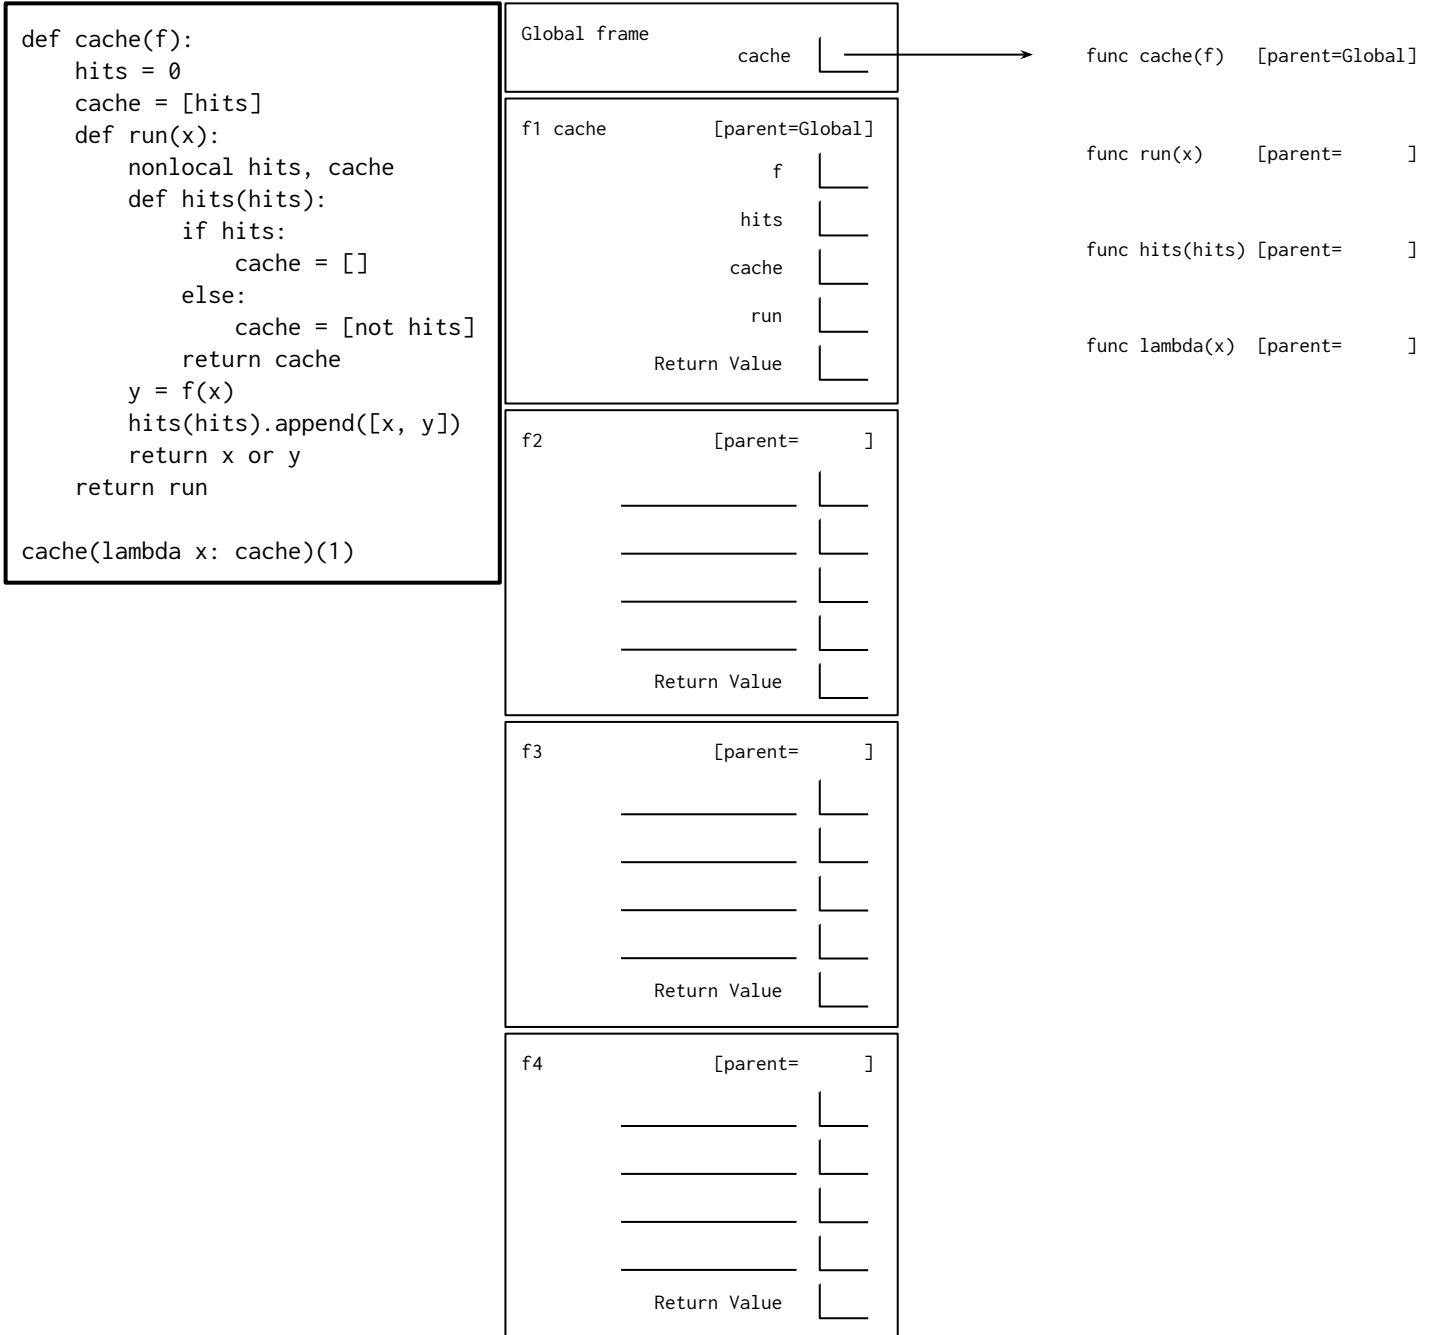 def cache(f):
    hits = 0
    cache = [hits]
    def run(x):
        nonlocal hits, cache
        def hits(hits):
            if hits:
                cache = []
            else:
                cache = [not hits]
            return cache
        y = f(x)
        hits(hits).append([x, y])
        return x or y
    return run
cache(lambda x: cache)(1)
Global frame
cache
f1 cache [parent=Global]
f
hits
cache
run
Return Value
f2 [parent= ]
Return Value
f3 [parent= ]
Return Value
f4 [parent= ]
Return Value
func cache(f) [parent=Global]
func run(x) [parent= ]
func hits(hits) [parent= ]
func lambda(x) [parent= ]